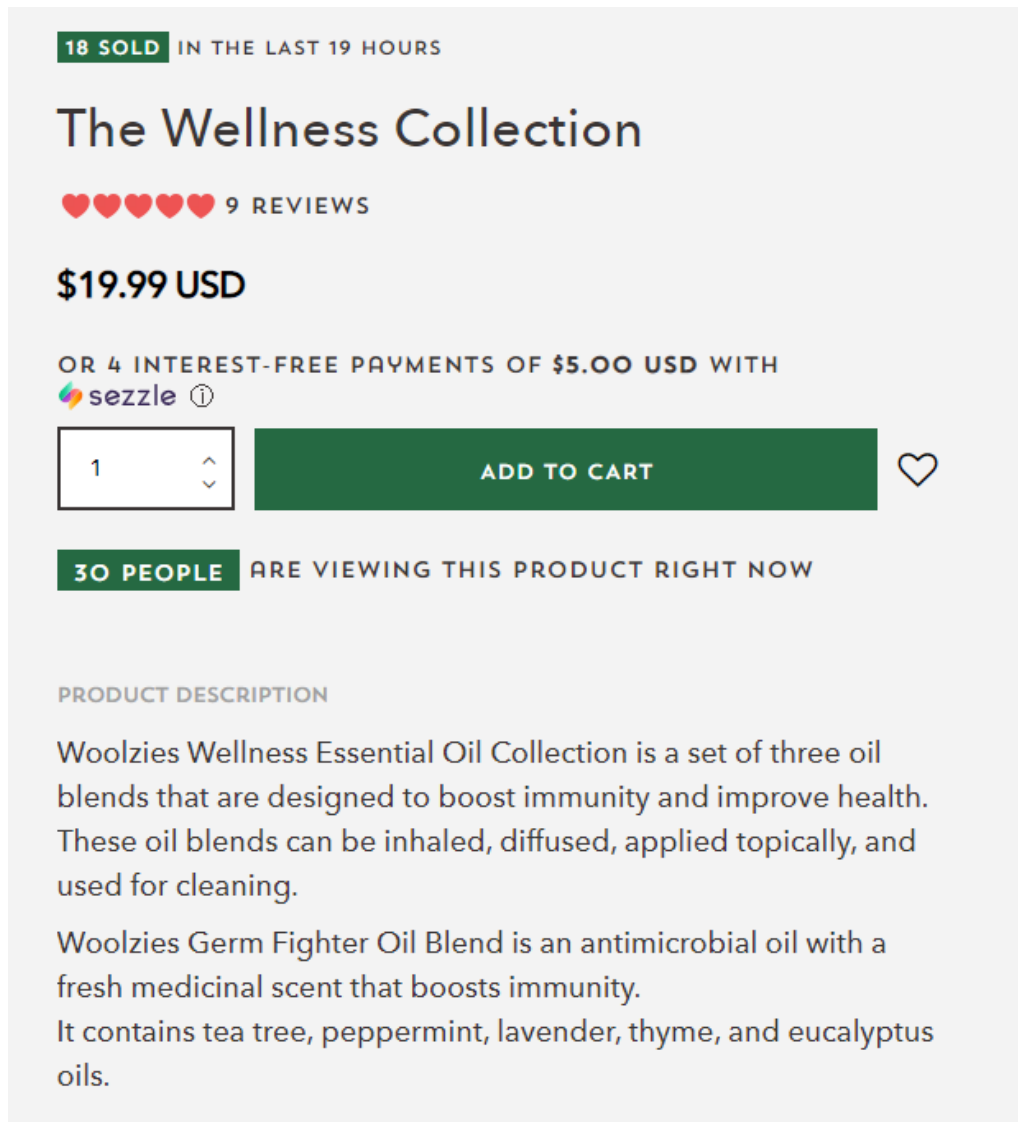 18 SOLD IN THE LAST 19 HOURS
The Wellness Collection
9 REVIEWS
$19.99 USD
OR 4 INTEREST-FREE PAYMENTS OF $5.00 USD WITH
sezzle ⓘ
1 ADD TO CART
30 PEOPLE ARE VIEWING THIS PRODUCT RIGHT NOW
PRODUCT DESCRIPTION
Woolzies Wellness Essential Oil Collection is a set of three oil
blends that are designed to boost immunity and improve health.
These oil blends can be inhaled, diffused, applied topically, and
used for cleaning.
Woolzies Germ Fighter Oil Blend is an antimicrobial oil with a
fresh medicinal scent that boosts immunity.
It contains tea tree, peppermint, lavender, thyme, and eucalyptus
oils.